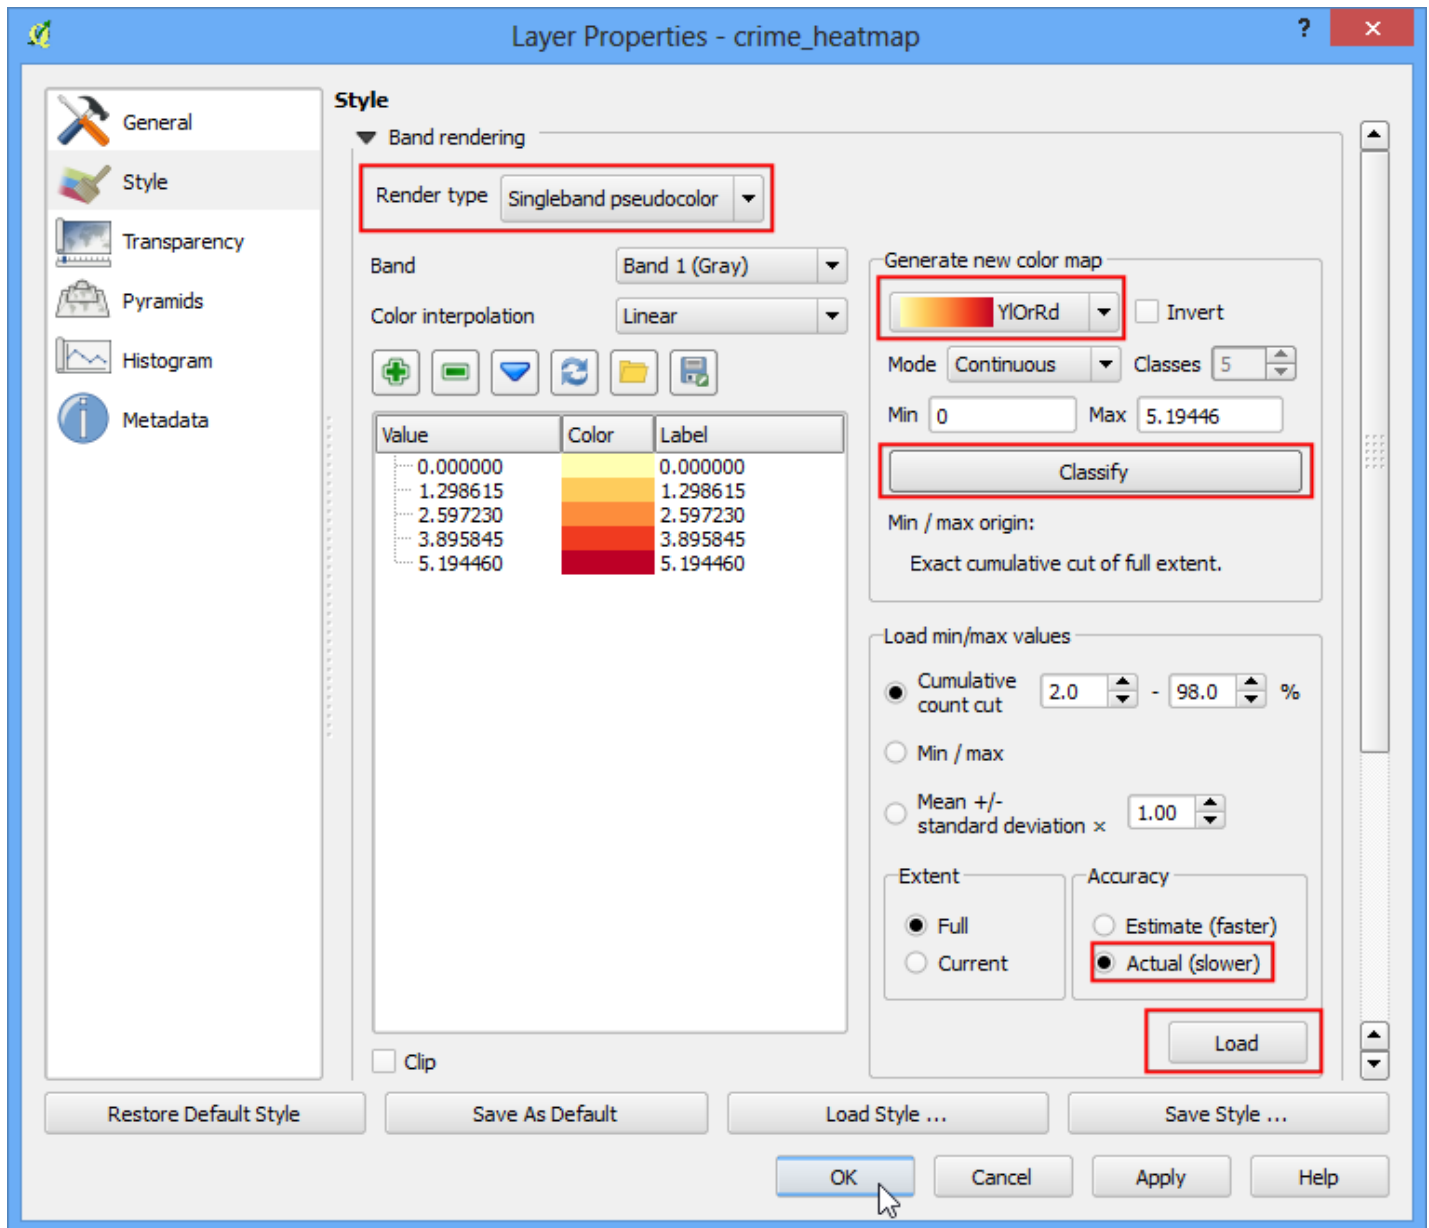 Layer Properties - crime_heatmap
?
General
Style
Transparency
Pyramids
Histogram
Metadata
Style
Band rendering
Render type Singleband pseudocolor
Band Band 1 (Gray)
Color interpolation Linear
Value Color Label
0.000000 0.000000
1.298615 1.298615
2.597230 2.597230
3.895845 3.895845
5.194460 5.194460
Clip
Generate new color map
YlOrRd Invert
Mode Continuous Classes 5
Min 0 Max 5.19446
Classify
Min / max origin:
Exact cumulative cut of full extent.
Load min/max values
Cumulative
count cut 2.0 - 98.0 %
Min / max
Mean +/-
standard deviation × 1.00
Extent
Full
Current
Accuracy
Estimate (faster)
Actual (slower)
Load
Restore Default Style Save As Default Load Style ... Save Style ...
OK Cancel Apply Help